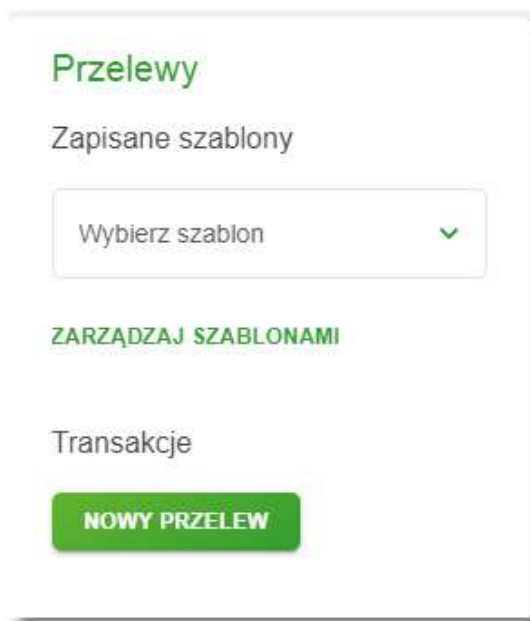 Przelewy
Zapisane szablony
Wybierz szablon
ZARZĄDZAJ SZABLONAMI
Transakcje
NOWY PRZELEW